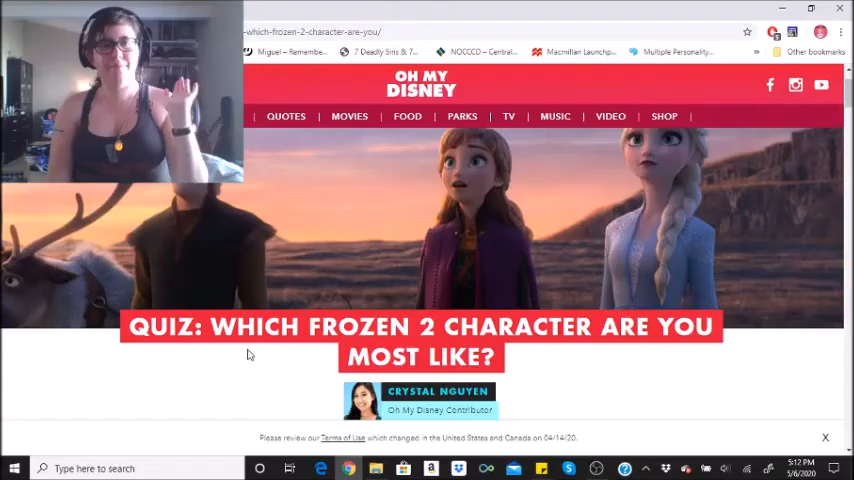 -which-frozen-2-character-are-you/
Miguel – Remembe...
7 Deadly Sins & 7...
NOCCCD – Central...
Macmillan Launchp...
Multiple Personality...
Other bookmarks
OH MY
DISNEY
QUOTES | MOVIES | FOOD | PARKS | TV | MUSIC | VIDEO | SHOP |
QUIZ: WHICH FROZEN 2 CHARACTER ARE YOU
MOST LIKE?
CRYSTAL NGUYEN
Oh My Disney Contributor
Please review our Terms of Use which changed in the United States and Canada on 04/14/20.
X
Type here to search
5:12 PM
5/6/2020